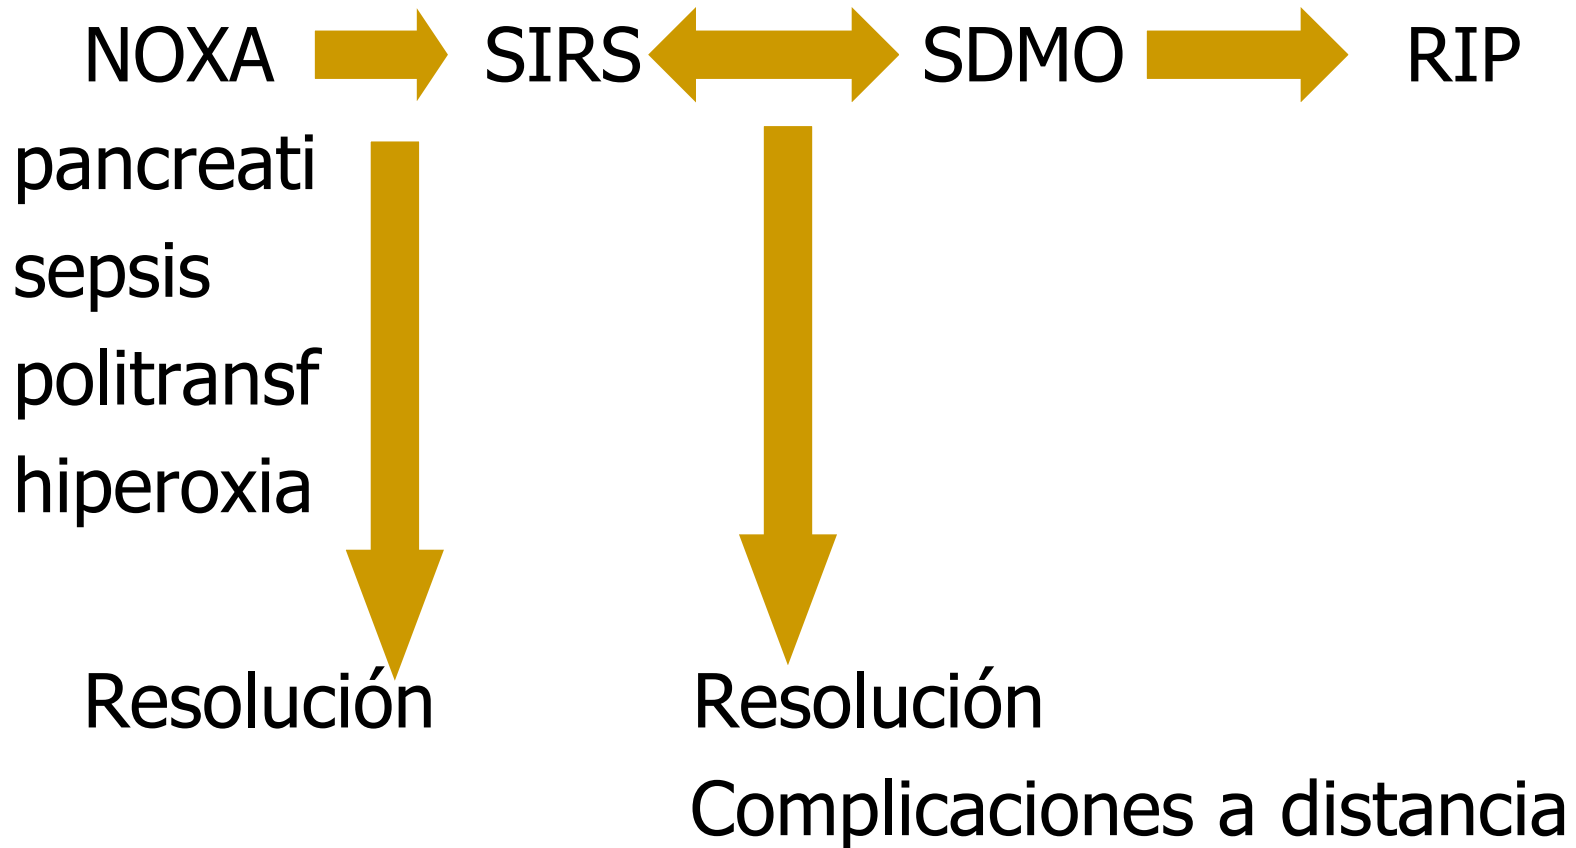 NOXA SIRS SDMO RIP
pancreati
sepsis
politransf
hiperoxia
Resolución Resolución
Complicaciones a distancia